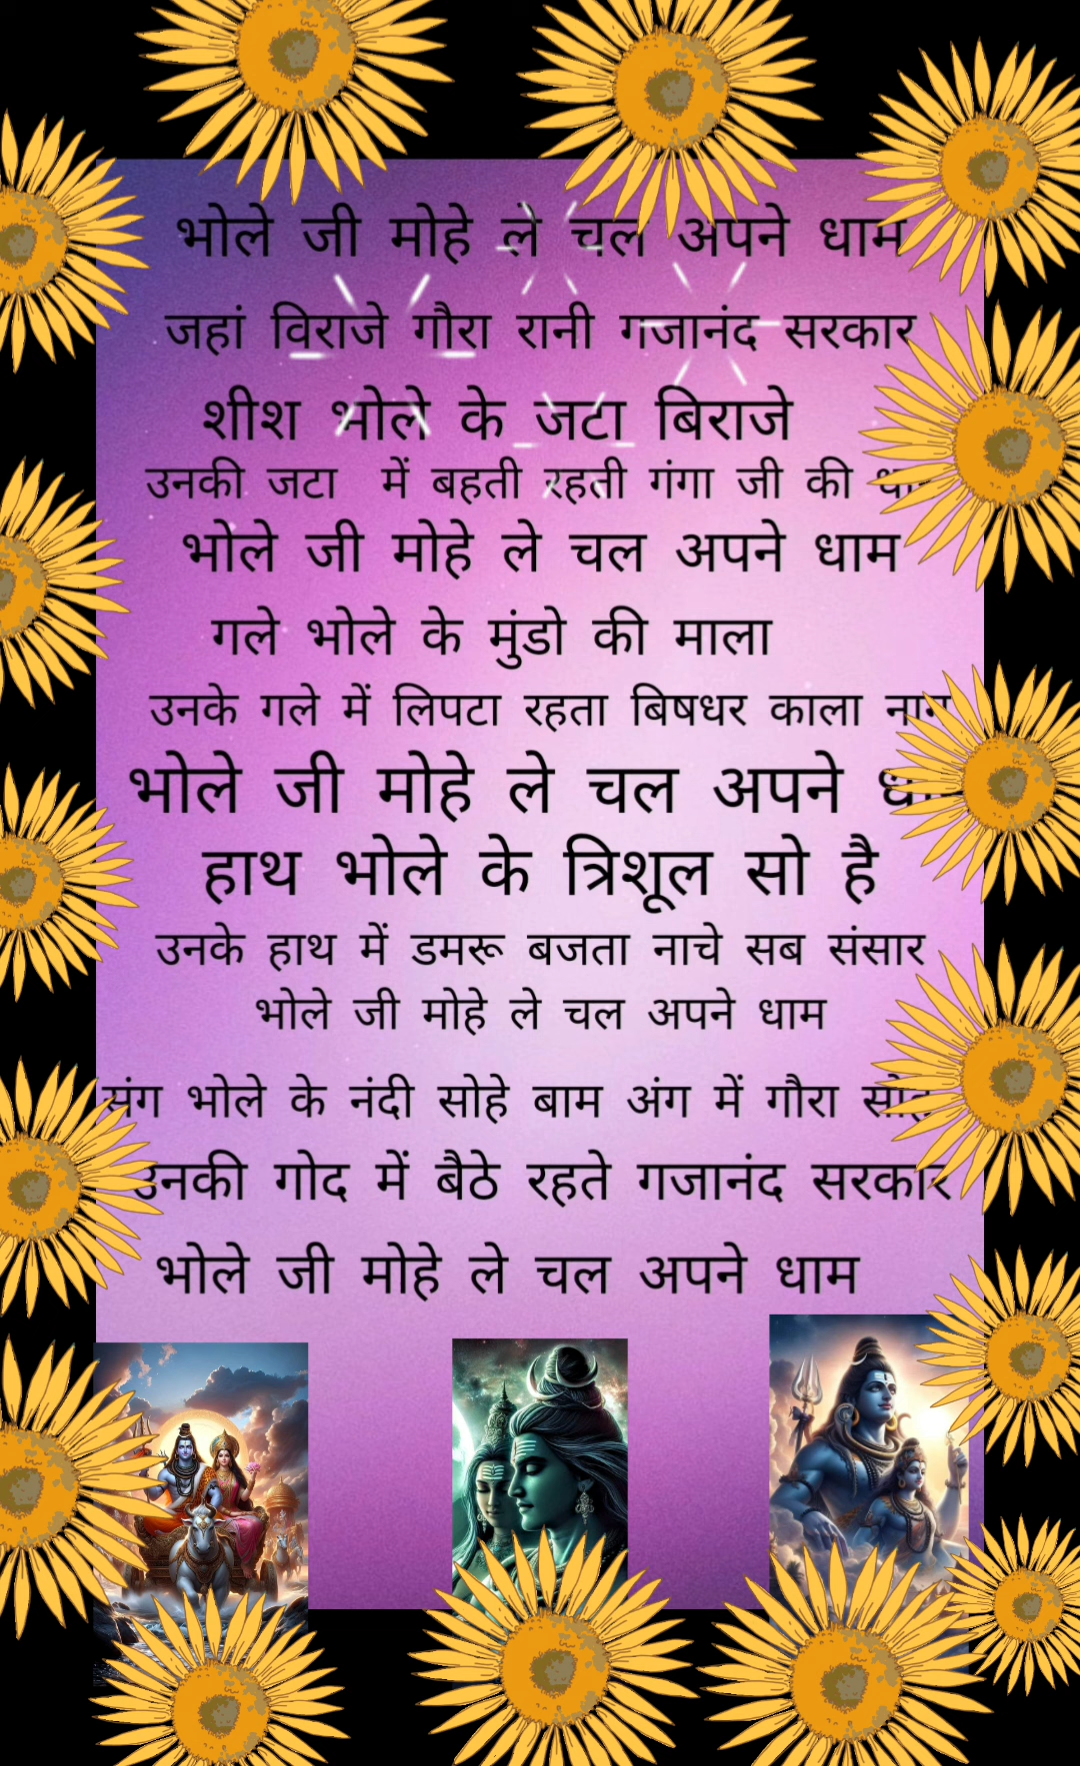 भोले जी मोहे ले चल अपने धाम
जहां विराजे गौरा रानी गजानंद सरकार
शीश भोले के जटा बिराजे
उनकी जटा में बहती रहती गंगा जी की
भोले जी मोहे ले चल अपने धाम
गले भोले के मुंडो की माला
उनके गले में लिपटा रहता बिषधर काला नाग
भोले जी मोहे ले चल अपने
हाथ भोले के त्रिशूल सो है
उनके हाथ में डमरू बजता नाचे सब संसार
भोले जी मोहे ले चल अपने धाम
संग भोले के नंदी सोहे बाम अंग में गौरा
उनकी गोद में बैठे रहते गजानंद सरकार
भोले जी मोहे ले चल अपने धाम